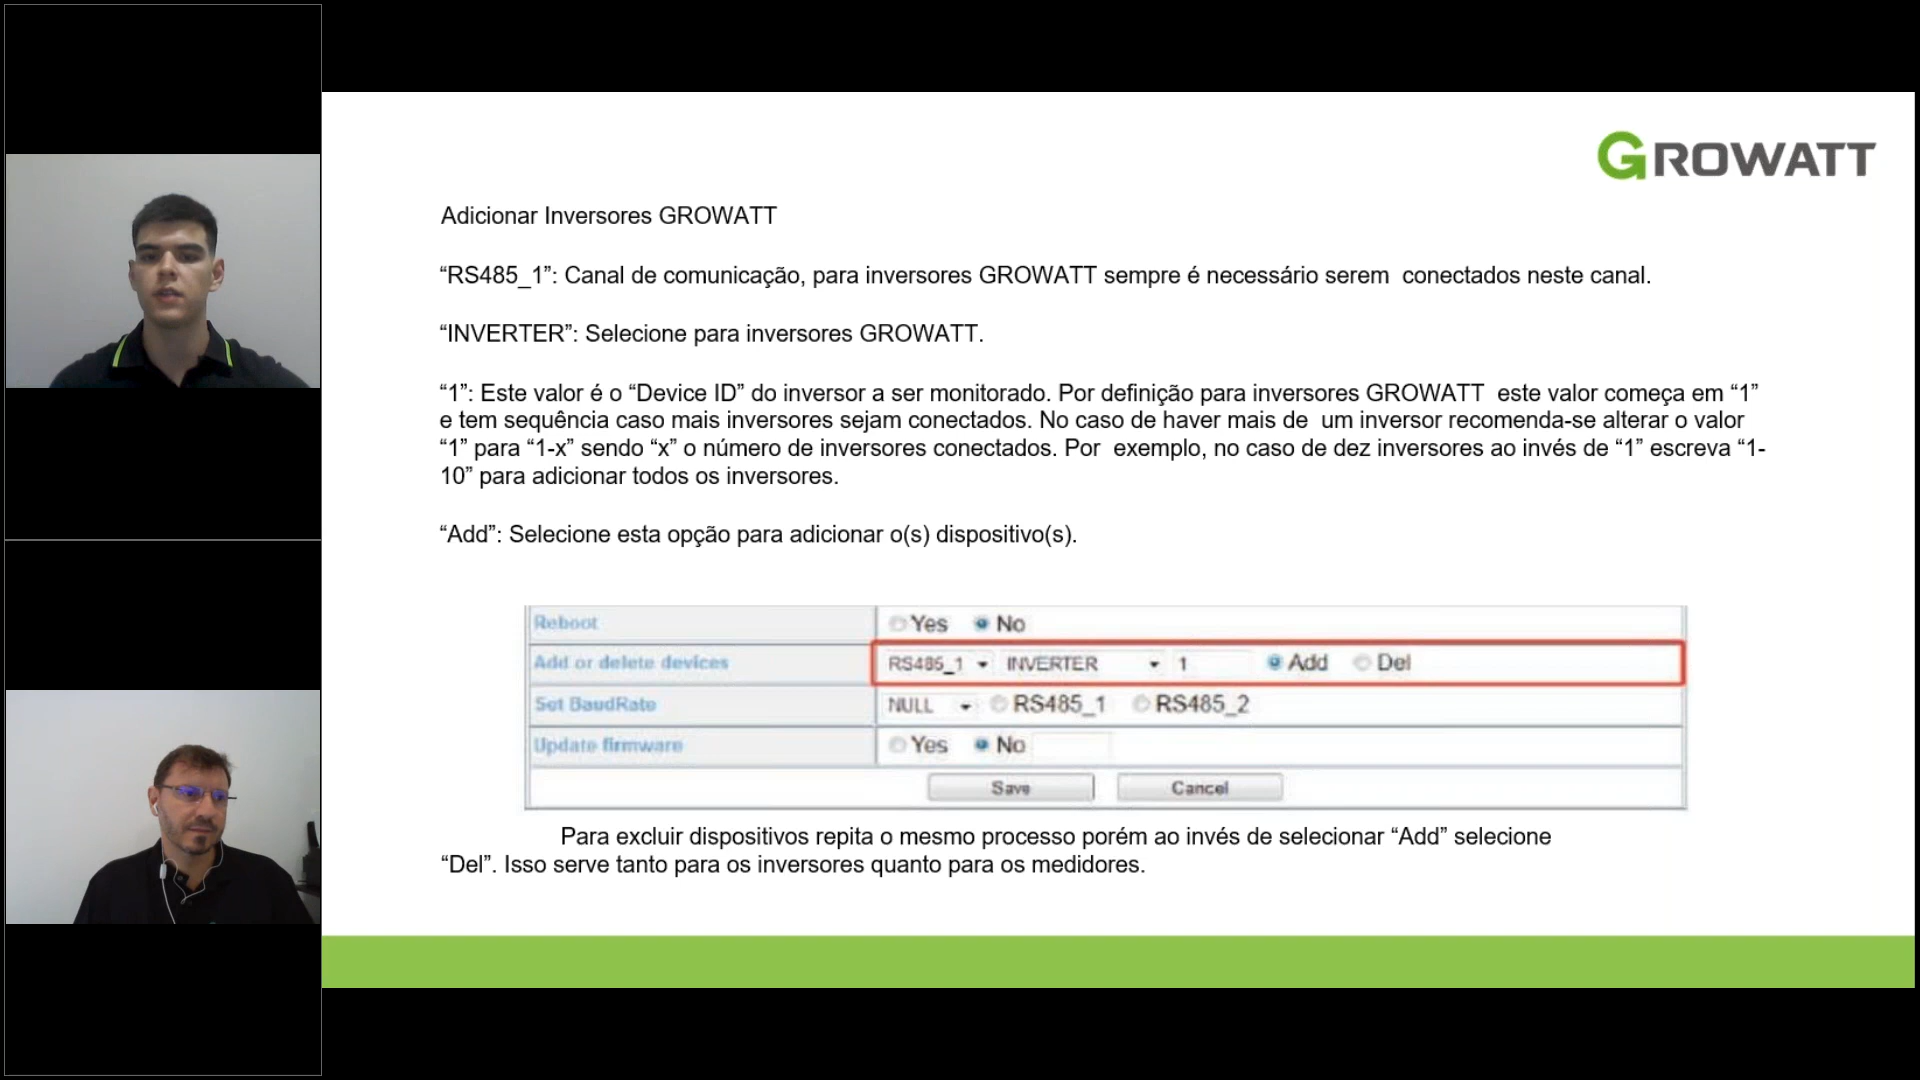 GROWATT
Adicionar Inversores GROWATT
“RS485_1”: Canal de comunicação, para inversores GROWATT sempre é necessário serem conectados neste canal.
“INVERTER”: Selecione para inversores GROWATT.
“1”: Este valor é o “Device ID” do inversor a ser monitorado. Por definição para inversores GROWATT este valor começa em “1”
e tem sequência caso mais inversores sejam conectados. No caso de haver mais de um inversor recomenda-se alterar o valor
“1” para “1-x” sendo “x” o número de inversores conectados. Por exemplo, no caso de dez inversores ao invés de “1” escreva “1-
10” para adicionar todos os inversores.
“Add”: Selecione esta opção para adicionar o(s) dispositivo(s).
Reboot Yes No
Add or delete devices RS485_1 INVERTER 1 Add Del
Set BaudRate NULL RS485_1 RS485_2
Update firmware Yes No
Save Cancel
Para excluir dispositivos repita o mesmo processo porém ao invés de selecionar “Add” selecione
“Del”. Isso serve tanto para os inversores quanto para os medidores.